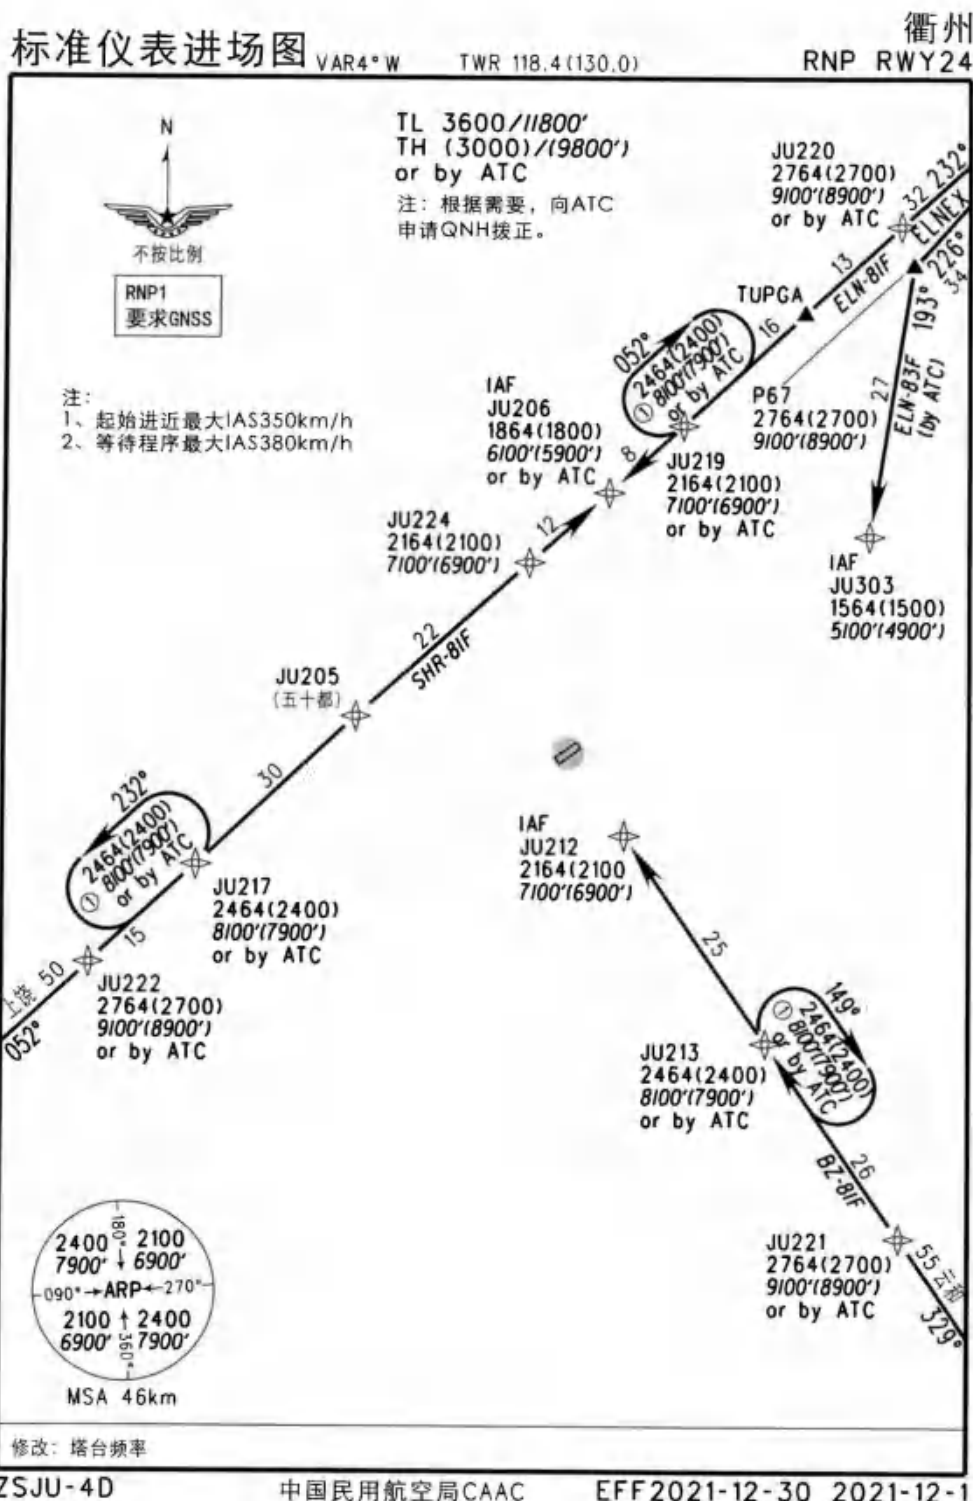 标准仪表进场图 VAR4°W TWR 118.4(130.0)
衢州
RNP RWY24
N
不按比例
RNP1
要求GNSS
TL 3600/11800'
TH (3000)/(9800')
or by ATC
注：根据需要，向ATC
申请QNH拨正。
注：
1、起始进近最大IAS350km/h
2、等待程序最大IAS380km/h
JU220
2764(2700)
9100'(8900')
or by ATC
32 232°
ELNEX
226°
34
13
ELN-81F
TUPGA
16
193°
27
ELN-83F
(by ATC)
052°
2464(2400)
① 8100'(7900')
or by ATC
P67
2764(2700)
9100'(8900')
IAF
JU206
1864(1800)
6100'(5900')
or by ATC
8
JU219
2164(2100)
7100'(6900')
or by ATC
JU224
2164(2100)
7100'(6900')
12
IAF
JU303
1564(1500)
5100'(4900')
22
SHR-81F
JU205
(五十都)
30
232°
2464(2400)
① 8100'(7900')
or by ATC
JU217
2464(2400)
8100'(7900')
or by ATC
15
上饶 50
052°
JU222
2764(2700)
9100'(8900')
or by ATC
IAF
JU212
2164(2100
7100'(6900')
25
149°
① 2464(2400)
8100'(7900')
or by ATC
JU213
2464(2400)
8100'(7900')
or by ATC
26
BZ-81F
JU221
2764(2700)
9100'(8900')
or by ATC
55 云和
329°
180°
2400 2100
7900' 6900'
090° ARP 270°
2100 2400
6900' 7900'
360°
MSA 46km
修改：塔台频率
ZSJU-4D 中国民用航空局CAAC EFF2021-12-30 2021-12-1